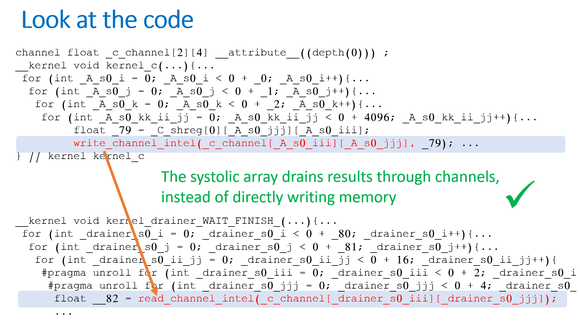 Look at the code
channel float _c_channel[2][4] __attribute__((depth(0))) ;
__kernel void kernel_c(...){...
for (int _A_s0_i = 0; _A_s0_i < 0 + _0; _A_s0_i++){...
for (int _A_s0_j = 0; _A_s0_j < 0 + _1; _A_s0_j++){...
for (int _A_s0_k = 0; _A_s0_k < 0 + _2; _A_s0_k++){...
for (int _A_s0_kk_ii_jj = 0; _A_s0_kk_ii_jj < 0 + 4096; _A_s0_kk_ii_jj++){...
float _79 = _C_shreg[0][_A_s0_jjj][_A_s0_iii];
write_channel_intel(_c_channel[_A_s0_iii][_A_s0_jjj], _79); ...
} // kernel kernel_c
The systolic array drains results through channels,
instead of directly writing memory
__kernel void kernel_drainer_WAIT_FINISH_(...){...
for (int _drainer_s0_i = 0; _drainer_s0_i < 0 + _80; _drainer_s0_i++){...
for (int _drainer_s0_j = 0; _drainer_s0_j < 0 + _81; _drainer_s0_j++){...
for (int _drainer_s0_ii_jj = 0; _drainer_s0_ii_jj < 0 + 16; _drainer_s0_ii_jj++){
#pragma unroll for (int _drainer_s0_iii = 0; _drainer_s0_iii < 0 + 2; _drainer_s0_i
#pragma unroll for (int _drainer_s0_jjj = 0; _drainer_s0_jjj < 0 + 4; _drainer_s0
float __82 = read_channel_intel(_c_channel[_drainer_s0_iii][_drainer_s0_jjj]);
...